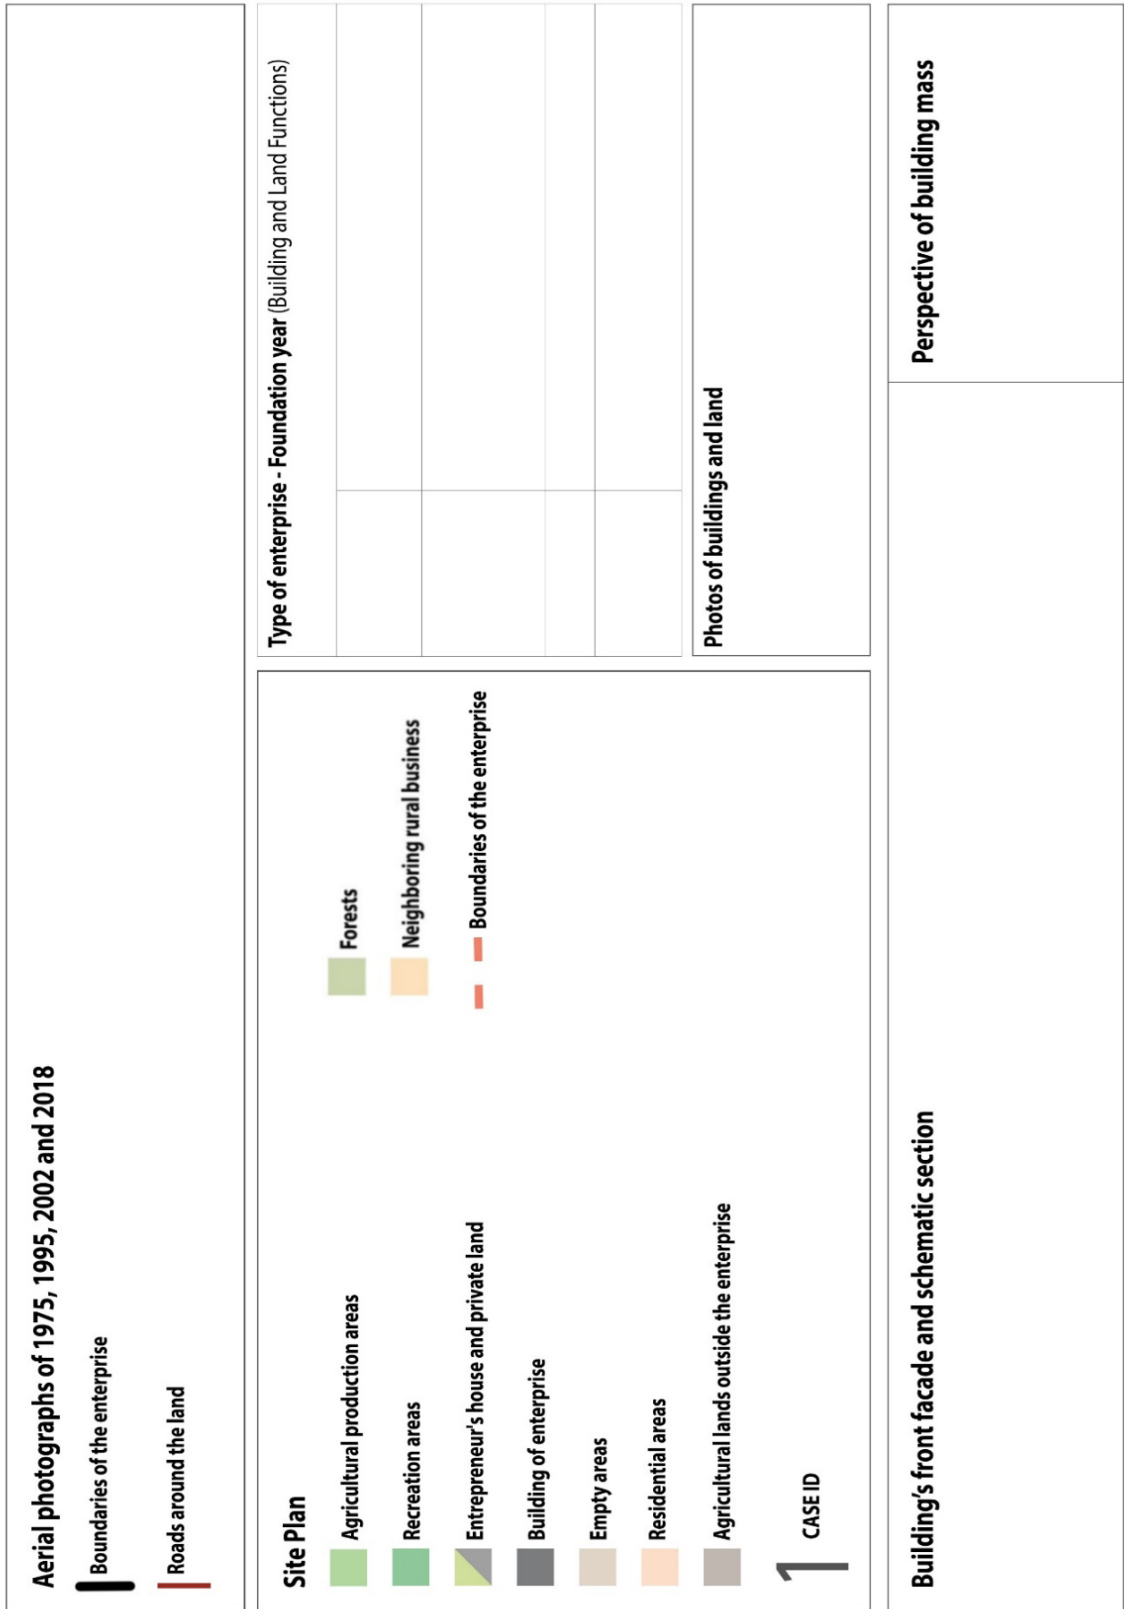 Aerial photographs of 1975, 1995, 2002 and 2018
Boundaries of the enterprise
Roads around the land
Site Plan
Agricultural production areas
Recreation areas
Entrepreneur's house and private land
Building of enterprise
Empty areas
Residential areas
Agricultural lands outside the enterprise
1 CASE ID
Forests
Neighboring rural business
Boundaries of the enterprise
Type of enterprise - Foundation year (Building and Land Functions)
Photos of buildings and land
Building's front facade and schematic section
Perspective of building mass